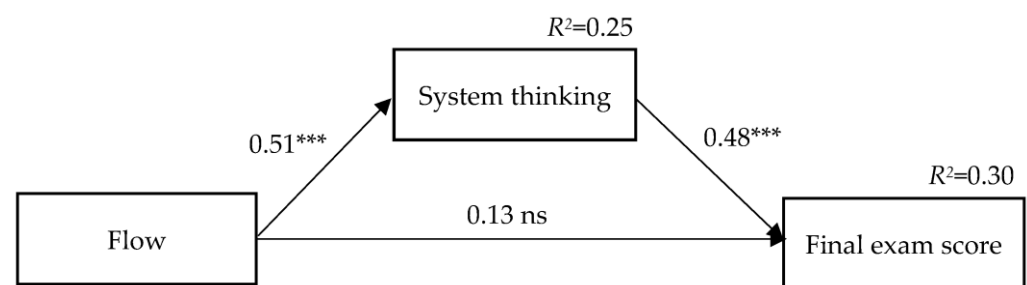 R²=0.25
System thinking
0.51***
0.48***
R²=0.30
0.13 ns
Flow
Final exam score